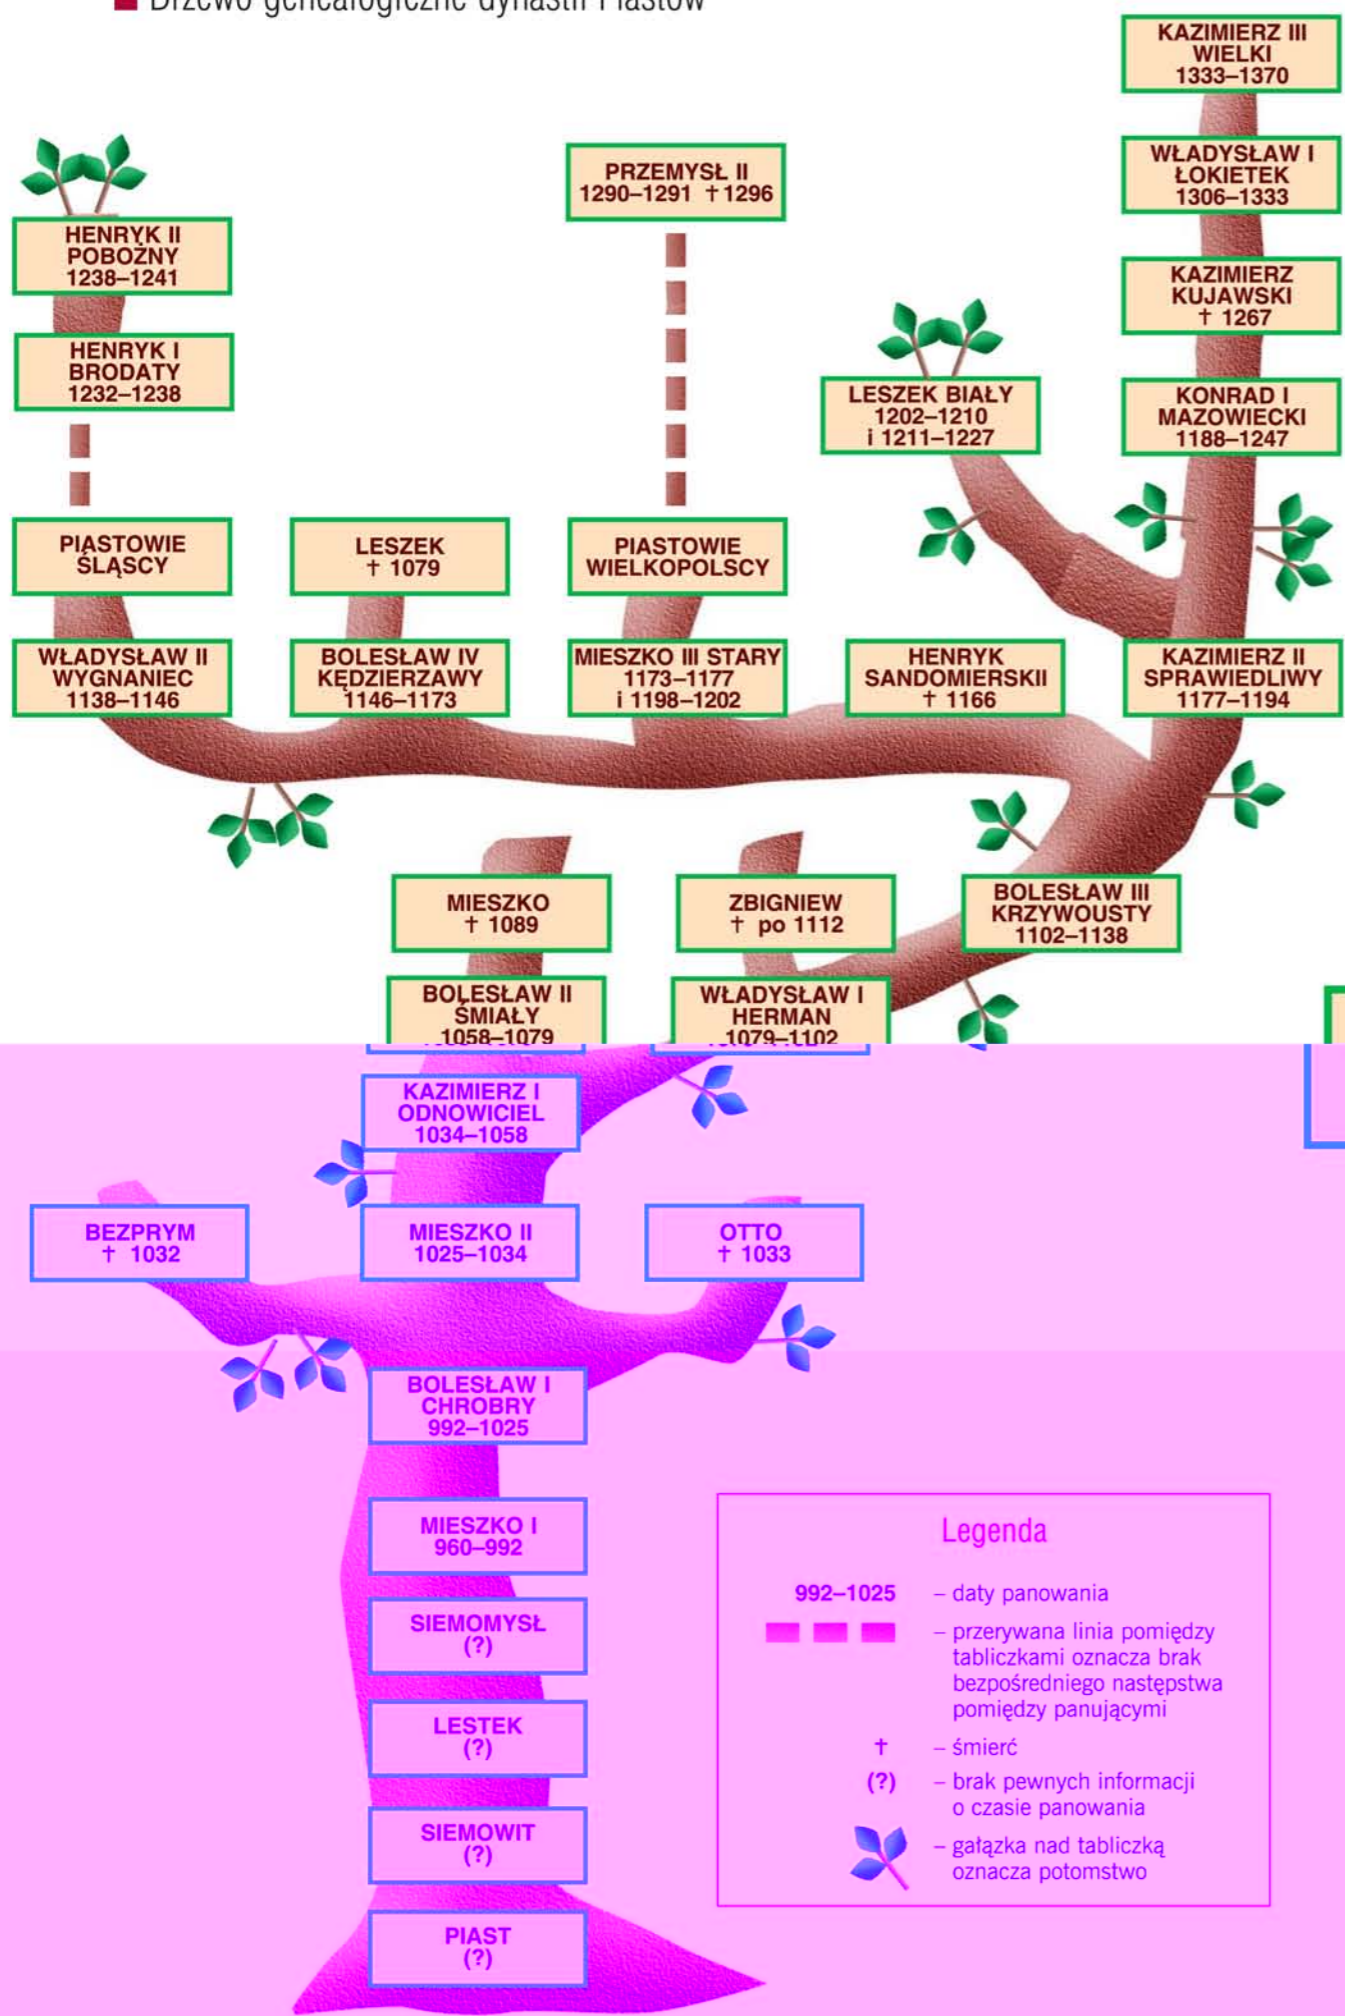 Drzewo genealogiczne dynastii Piastów
KAZIMIERZ III
WIELKI
1333–1370
WŁADYSŁAW I
ŁOKIETEK
1306–1333
PRZEMYSŁ II
1290–1291 † 1296
HENRYK II
POBOŻNY
1238–1241
KAZIMIERZ
KUJAWSKI
† 1267
HENRYK I
BRODATY
1232–1238
LESZEK BIAŁY
1202–1210
i 1211–1227
KONRAD I
MAZOWIECKI
1188–1247
PIASTOWIE
ŚLĄSCY
LESZEK
† 1079
PIASTOWIE
WIELKOPOLSCY
WŁADYSŁAW II
WYGNANIEC
1138–1146
BOLESŁAW IV
KĘDZIERZAWY
1146–1173
MIESZKO III STARY
1173–1177
i 1198–1202
HENRYK
SANDOMIERSKII
† 1166
KAZIMIERZ II
SPRAWIEDLIWY
1177–1194
MIESZKO
† 1089
ZBIGNIEW
† po 1112
BOLESŁAW III
KRZYWOUSTY
1102–1138
BOLESŁAW II
ŚMIAŁY
1058–1079
WŁADYSŁAW I
HERMAN
1079–1102
KAZIMIERZ I
ODNOWICIEL
1034–1058
BEZPRYM
† 1032
MIESZKO II
1025–1034
OTTO
† 1033
BOLESŁAW I
CHROBRY
992–1025
MIESZKO I
960–992
SIEMOMYSŁ
(?)
LESTEK
(?)
SIEMOWIT
(?)
PIAST
(?)
Legenda
992–1025 – daty panowania
– przerywana linia pomiędzy
tabliczkami oznacza brak
bezpośredniego następstwa
pomiędzy panującymi
† – śmierć
(?) – brak pewnych informacji
o czasie panowania
– gałązka nad tabliczką
oznacza potomstwo